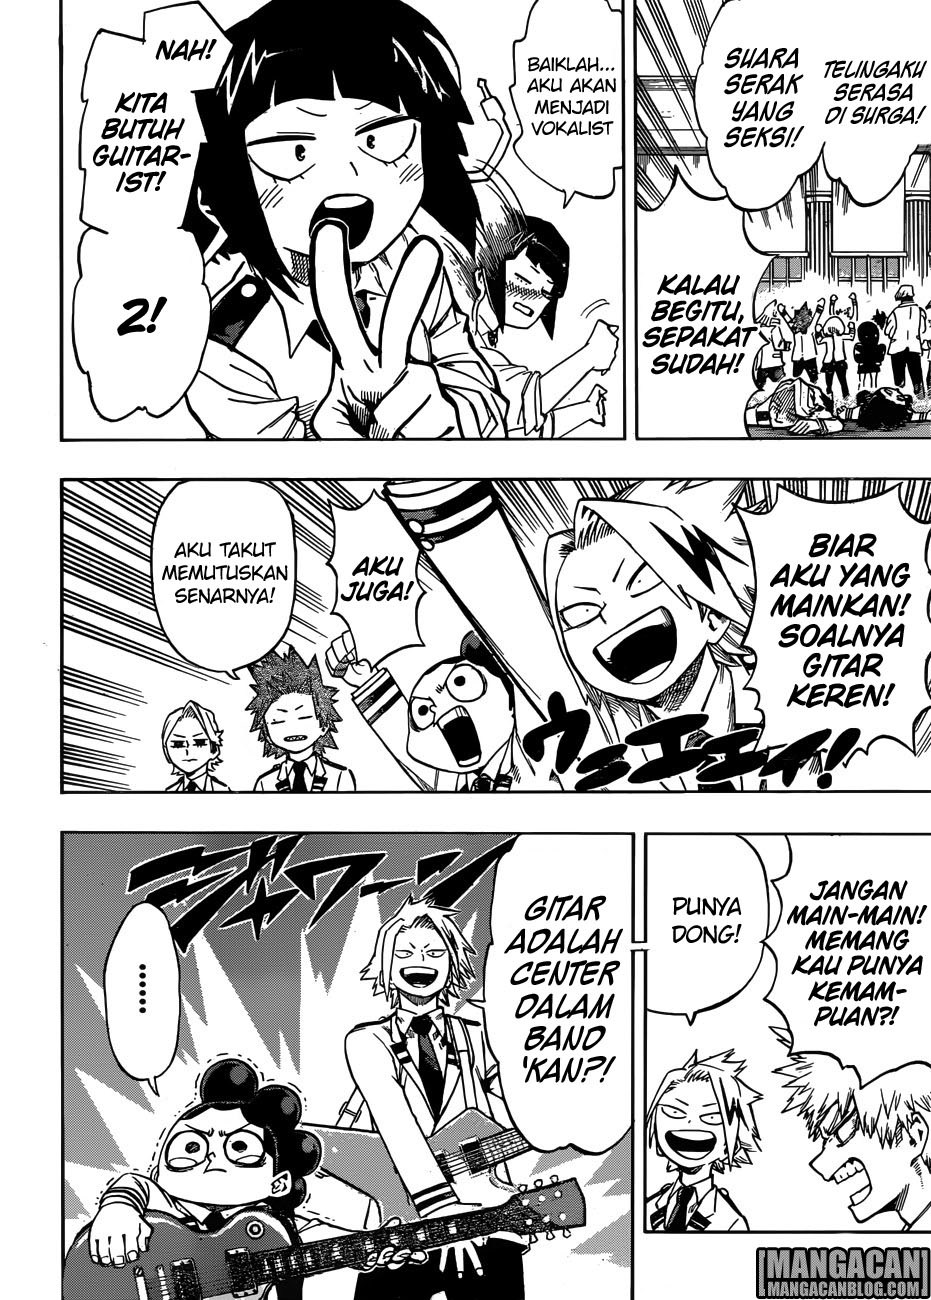 TELINGAKU
SERASA
DI SURGA!
SUARA
SERAK
YANG
SEKSI!
KALAU
BEGITU,
SEPAKAT
SUDAH!
BAIKLAH...
AKU AKAN
MENJADI
VOKALIST
NAH!
KITA
BUTUH
GUITAR-
IST!
2!
BIAR
AKU YANG
MAINKAN!
SOALNYA
GITAR
KEREN!
ウェエエエイ!
AKU
JUGA!
AKU TAKUT
MEMUTUSKAN
SENARNYA!
JANGAN
MAIN-MAIN!
MEMANG
KAU PUNYA
KEMAM-
PUAN?!
PUNYA
DONG!
GITAR
ADALAH
CENTER
DALAM
BAND
'KAN?!
ジャーン
.......
[MANGACAN]
MANGACANBLOG.COM